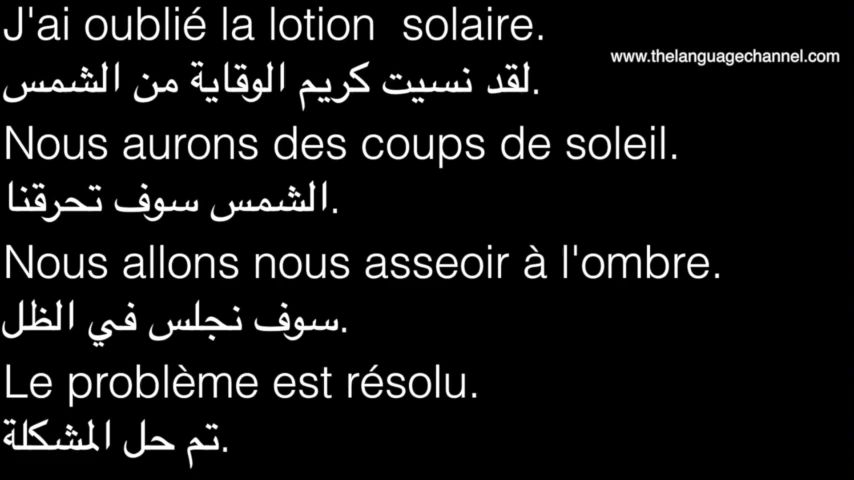 J'ai oublié la lotion  solaire.
www.thelanguagechannel.com
لقد نسيت كريم الوقاية من الشمس.
Nous aurons des coups de soleil.
الشمس سوف تحرقنا.
Nous allons nous asseoir à l'ombre.
سوف نجلس في الظل.
Le problème est résolu.
تم حل المشكلة.